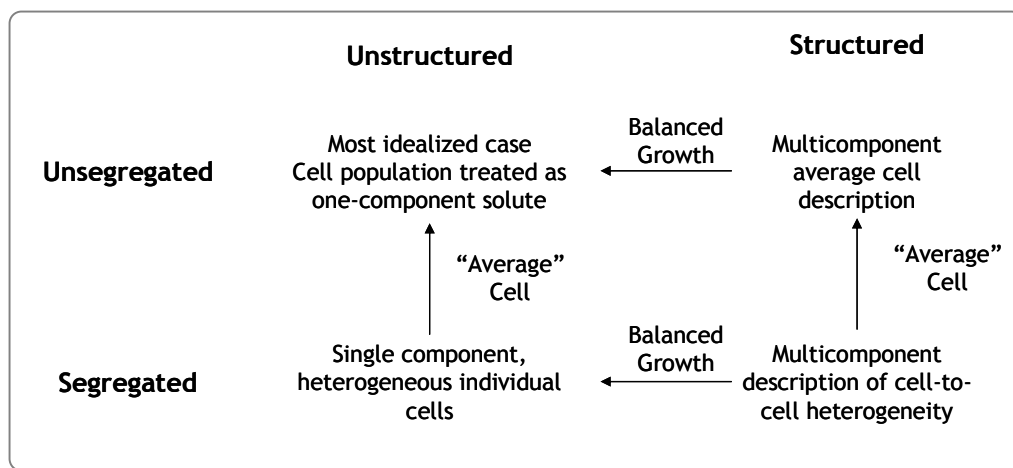 Unstructured
Structured
Unsegregated
Most idealized case
Cell population treated as
one-component solute
Balanced
Growth
Multicomponent
average cell
description
“Average”
Cell
“Average”
Cell
Segregated
Single component,
heterogeneous individual
cells
Balanced
Growth
Multicomponent
description of cell-to-
cell heterogeneity